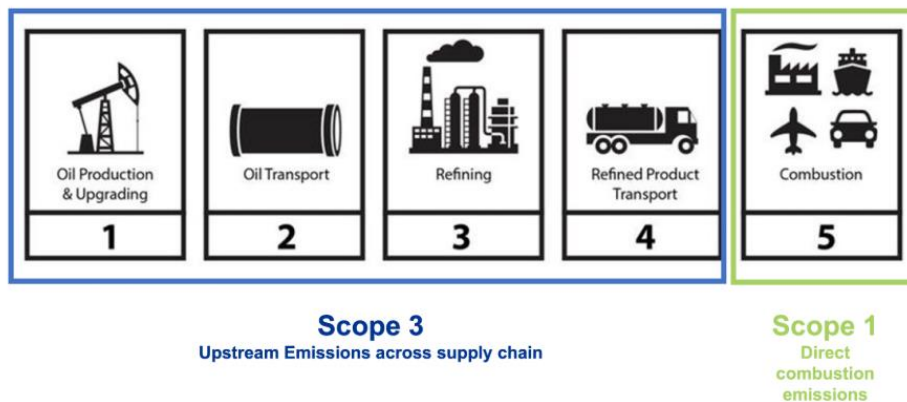 Oil Production
& Upgrading
1
Oil Transport
2
Refining
3
Refined Product
Transport
4
Combustion
5
Scope 3
Upstream Emissions across supply chain
Scope 1
Direct
combustion
emissions